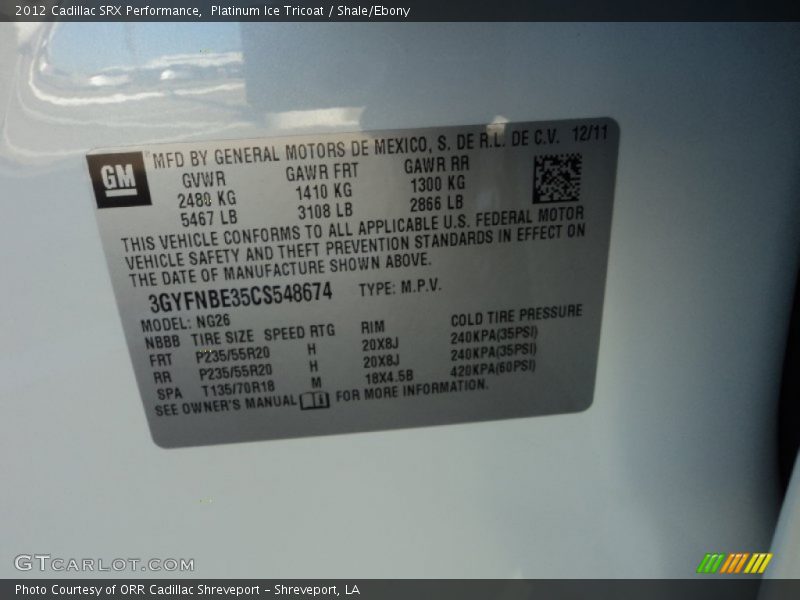 2012 Cadillac SRX Performance, Platinum Ice Tricoat / Shale/Ebony
GM
MFD BY GENERAL MOTORS DE MEXICO, S. DE R.L. DE C.V. 12/11
GVWR GAWR FRT GAWR RR
2480 KG 1410 KG 1300 KG
5467 LB 3108 LB 2866 LB
THIS VEHICLE CONFORMS TO ALL APPLICABLE U.S. FEDERAL MOTOR
VEHICLE SAFETY AND THEFT PREVENTION STANDARDS IN EFFECT ON
THE DATE OF MANUFACTURE SHOWN ABOVE.
3GYFNBE35CS548674 TYPE: M.P.V.
MODEL: NG26
NBBB TIRE SIZE SPEED RTG RIM COLD TIRE PRESSURE
FRT P235/55R20 H 20X8J 240KPA(35PSI)
RR P235/55R20 H 20X8J 240KPA(35PSI)
SPA T135/70R18 M 18X4.5B 420KPA(60PSI)
SEE OWNER'S MANUAL FOR MORE INFORMATION.
GTCARLOT.COM
Photo Courtesy of ORR Cadillac Shreveport - Shreveport, LA